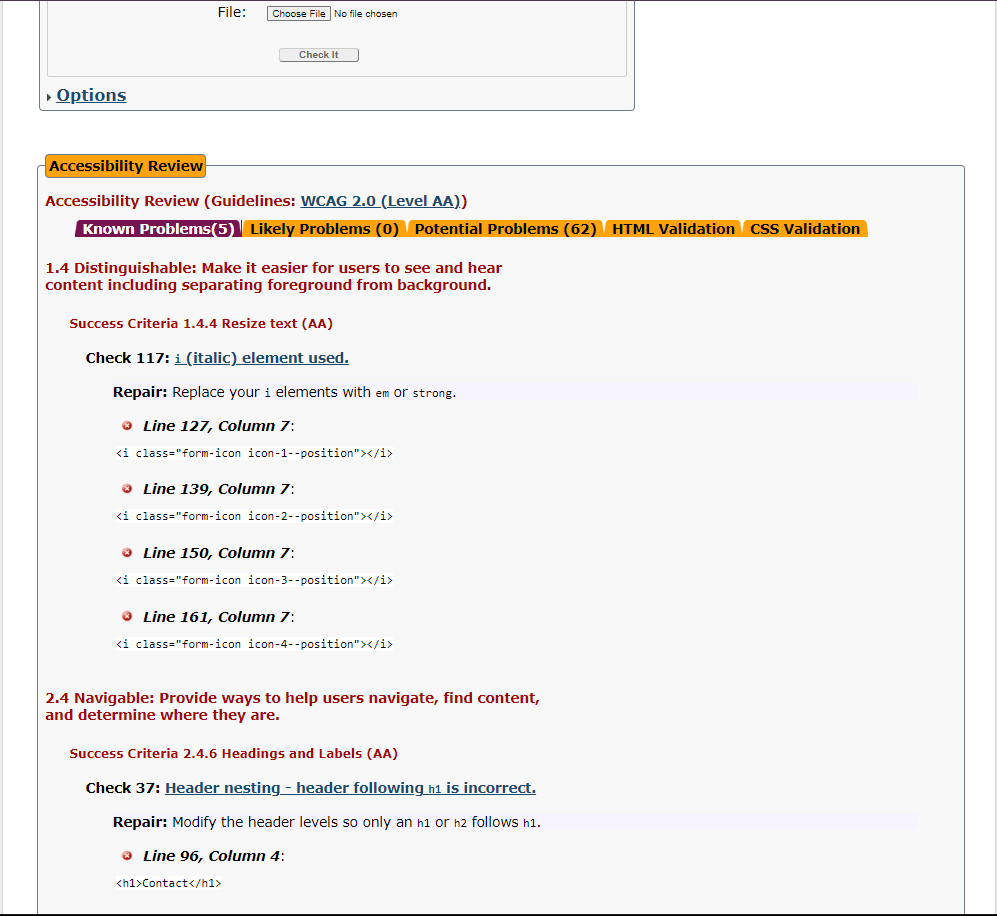 File: Choose File No file chosen
Check It
Options
Accessibility Review
Accessibility Review (Guidelines: WCAG 2.0 (Level AA))
Known Problems(5) Likely Problems (0) Potential Problems (62) HTML Validation CSS Validation
1.4 Distinguishable: Make it easier for users to see and hear
content including separating foreground from background.
Success Criteria 1.4.4 Resize text (AA)
Check 117: i (italic) element used.
Repair: Replace your i elements with em or strong.
Line 127, Column 7:
<i class="form-icon icon-1--position"></i>
Line 139, Column 7:
<i class="form-icon icon-2--position"></i>
Line 150, Column 7:
<i class="form-icon icon-3--position"></i>
Line 161, Column 7:
<i class="form-icon icon-4--position"></i>
2.4 Navigable: Provide ways to help users navigate, find content,
and determine where they are.
Success Criteria 2.4.6 Headings and Labels (AA)
Check 37: Header nesting - header following h1 is incorrect.
Repair: Modify the header levels so only an h1 or h2 follows h1.
Line 96, Column 4:
<h1>Contact</h1>